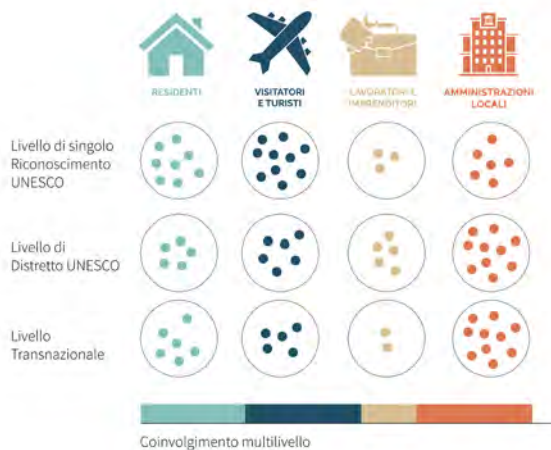 RESIDENTI
VISITATORI
E TURISTI
LAVORATORI E
IMPRENDITORI
AMMINISTRAZIONI
LOCALI
Livello di singolo
Riconoscimento
UNESCO
Livello di
Distretto UNESCO
Livello
Transnazionale
Coinvolgimento multilivello